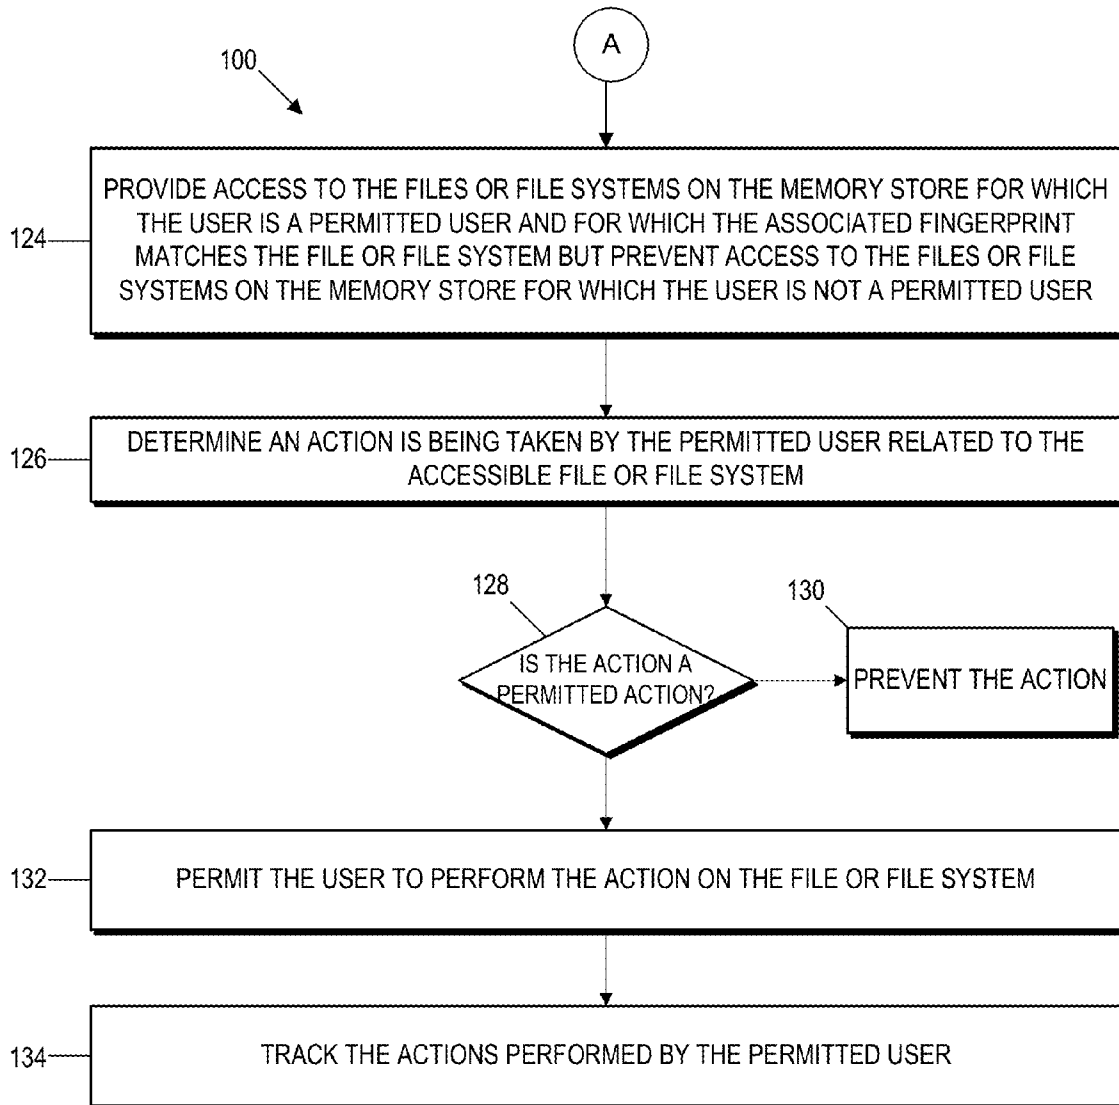 A
100
PROVIDE ACCESS TO THE FILES OR FILE SYSTEMS ON THE MEMORY STORE FOR WHICH
THE USER IS A PERMITTED USER AND FOR WHICH THE ASSOCIATED FINGERPRINT
124
MATCHES THE FILE OR FILE SYSTEM BUT PREVENT ACCESS TO THE FILES OR FILE
SYSTEMS ON THE MEMORY STORE FOR WHICH THE USER IS NOT A PERMITTED USER
126
DETERMINE AN ACTION IS BEING TAKEN BY THE PERMITTED USER RELATED TO THE
ACCESSIBLE FILE OR FILE SYSTEM
128
IS THE ACTION A
PERMITTED ACTION?
130
PREVENT THE ACTION
132
PERMIT THE USER TO PERFORM THE ACTION ON THE FILE OR FILE SYSTEM
134
TRACK THE ACTIONS PERFORMED BY THE PERMITTED USER